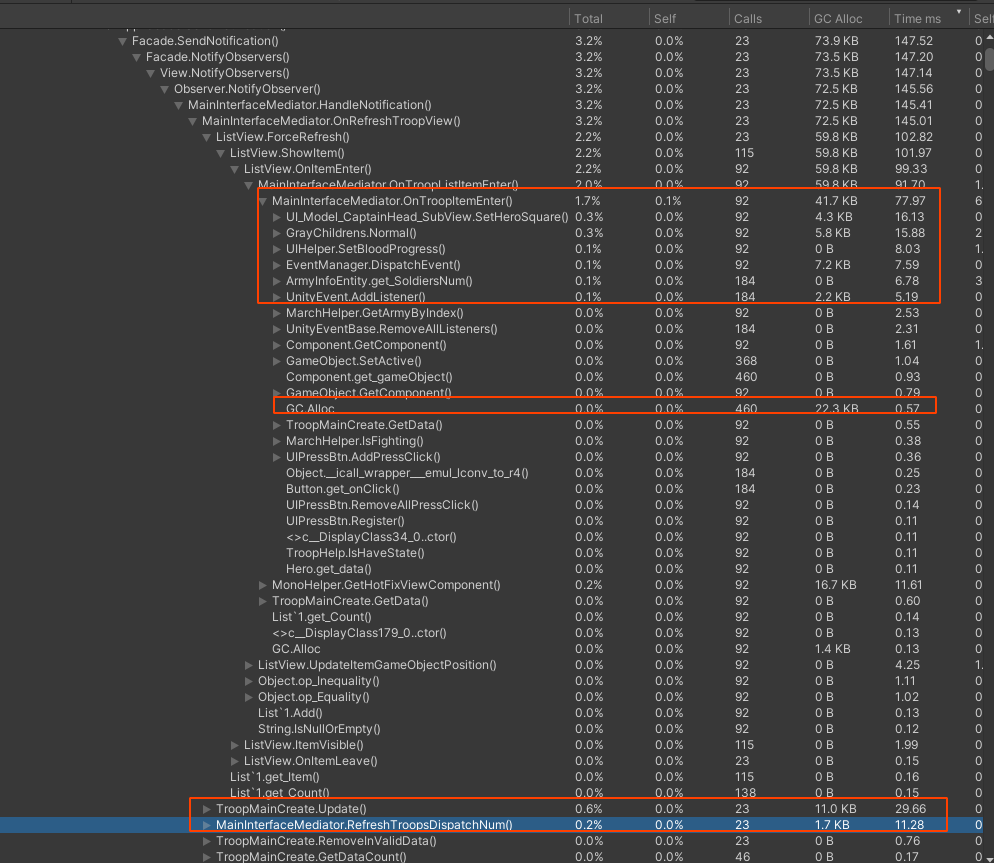 Total Self Calls GC Alloc Time ms Self
Facade.SendNotification() 3.2% 0.0% 23 73.9 KB 147.52 0
Facade.NotifyObservers() 3.2% 0.0% 23 73.5 KB 147.20 0
View.NotifyObservers() 3.2% 0.0% 23 73.5 KB 147.14 0
Observer.NotifyObserver() 3.2% 0.0% 23 72.5 KB 145.56 0
MainInterfaceMediator.HandleNotification() 3.2% 0.0% 23 72.5 KB 145.41 0
MainInterfaceMediator.OnRefreshTroopView() 3.2% 0.0% 23 72.5 KB 145.01 0
ListView.ForceRefresh() 2.2% 0.0% 23 59.8 KB 102.82 0
ListView.ShowItem() 2.2% 0.0% 115 59.8 KB 101.97 0
ListView.OnItemEnter() 2.2% 0.0% 92 59.8 KB 99.33 0
MainInterfaceMediator.OnTroopListItemEnter() 2.0% 0.0% 92 59.8 KB 91.70 1.
MainInterfaceMediator.OnTroopItemEnter() 1.7% 0.1% 92 41.7 KB 77.97 6
UI_Model_CaptainHead_SubView.SetHeroSquare() 0.3% 0.0% 92 4.3 KB 16.13 0
GrayChildrens.Normal() 0.3% 0.0% 92 5.8 KB 15.88 2
UIHelper.SetBloodProgress() 0.1% 0.0% 92 0 B 8.03 1.
EventManager.DispatchEvent() 0.1% 0.0% 92 7.2 KB 7.59 0
ArmyInfoEntity.get_SoldiersNum() 0.1% 0.0% 184 0 B 6.78 3
UnityEvent.AddListener() 0.1% 0.0% 184 2.2 KB 5.19 0
MarchHelper.GetArmyByIndex() 0.0% 0.0% 92 0 B 2.53 0
UnityEventBase.RemoveAllListeners() 0.0% 0.0% 184 0 B 2.31 0
Component.GetComponent() 0.0% 0.0% 92 0 B 1.61 1.
GameObject.SetActive() 0.0% 0.0% 368 0 B 1.04 0
Component.get_gameObject() 0.0% 0.0% 460 0 B 0.93 0
GameObject.GetComponent() 0.0% 0.0% 92 0 B 0.79 0
GC.Alloc 0.0% 0.0% 460 22.3 KB 0.57 0
TroopMainCreate.GetData() 0.0% 0.0% 92 0 B 0.55 0
MarchHelper.IsFighting() 0.0% 0.0% 92 0 B 0.38 0
UIPressBtn.AddPressClick() 0.0% 0.0% 92 0 B 0.36 0
Object.__icall_wrapper___emul_lconv_to_r4() 0.0% 0.0% 184 0 B 0.25 0
Button.get_onClick() 0.0% 0.0% 184 0 B 0.23 0
UIPressBtn.RemoveAllPressClick() 0.0% 0.0% 92 0 B 0.14 0
UIPressBtn.Register() 0.0% 0.0% 92 0 B 0.11 0
<>c__DisplayClass34_0..ctor() 0.0% 0.0% 92 0 B 0.11 0
TroopHelp.IsHaveState() 0.0% 0.0% 92 0 B 0.11 0
Hero.get_data() 0.0% 0.0% 92 0 B 0.11 0
MonoHelper.GetHotFixViewComponent() 0.2% 0.0% 92 16.7 KB 11.61 0
TroopMainCreate.GetData() 0.0% 0.0% 92 0 B 0.60 0
List`1.get_Count() 0.0% 0.0% 92 0 B 0.14 0
<>c__DisplayClass179_0..ctor() 0.0% 0.0% 92 0 B 0.13 0
GC.Alloc 0.0% 0.0% 92 1.4 KB 0.13 0
ListView.UpdateItemGameObjectPosition() 0.0% 0.0% 92 0 B 4.25 1.
Object.op_Inequality() 0.0% 0.0% 92 0 B 1.11 0
Object.op_Equality() 0.0% 0.0% 92 0 B 1.02 0
List`1.Add() 0.0% 0.0% 92 0 B 0.13 0
String.IsNullOrEmpty() 0.0% 0.0% 92 0 B 0.12 0
ListView.ItemVisible() 0.0% 0.0% 115 0 B 1.99 0
ListView.OnItemLeave() 0.0% 0.0% 23 0 B 0.15 0
List`1.get_Item() 0.0% 0.0% 115 0 B 0.16 0
List`1.get_Count() 0.0% 0.0% 138 0 B 0.15 0
TroopMainCreate.Update() 0.6% 0.0% 23 11.0 KB 29.66 0
MainInterfaceMediator.RefreshTroopsDispatchNum() 0.2% 0.0% 23 1.7 KB 11.28 0
TroopMainCreate.RemoveInValidData() 0.0% 0.0% 23 0 B 0.76 0
TroopMainCreate.GetDataCount() 0.0% 0.0% 46 0 B 0.17 0